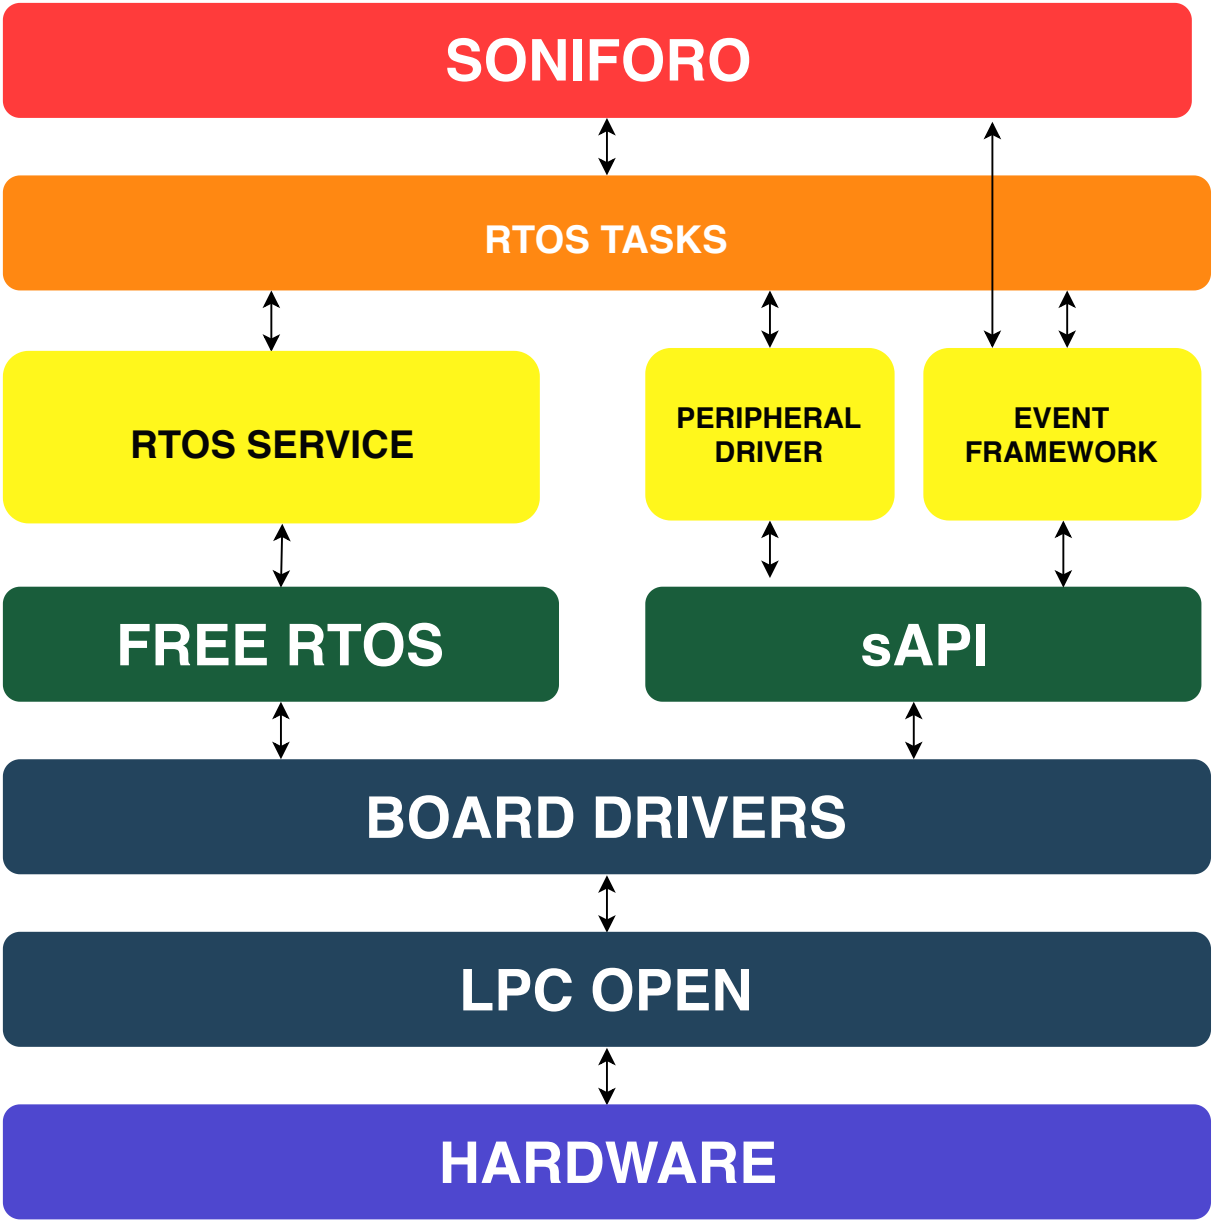 SONIFORO
RTOS TASKS
RTOS SERVICE
PERIPHERAL
DRIVER
EVENT
FRAMEWORK
FREE RTOS
sAPI
BOARD DRIVERS
LPC OPEN
HARDWARE